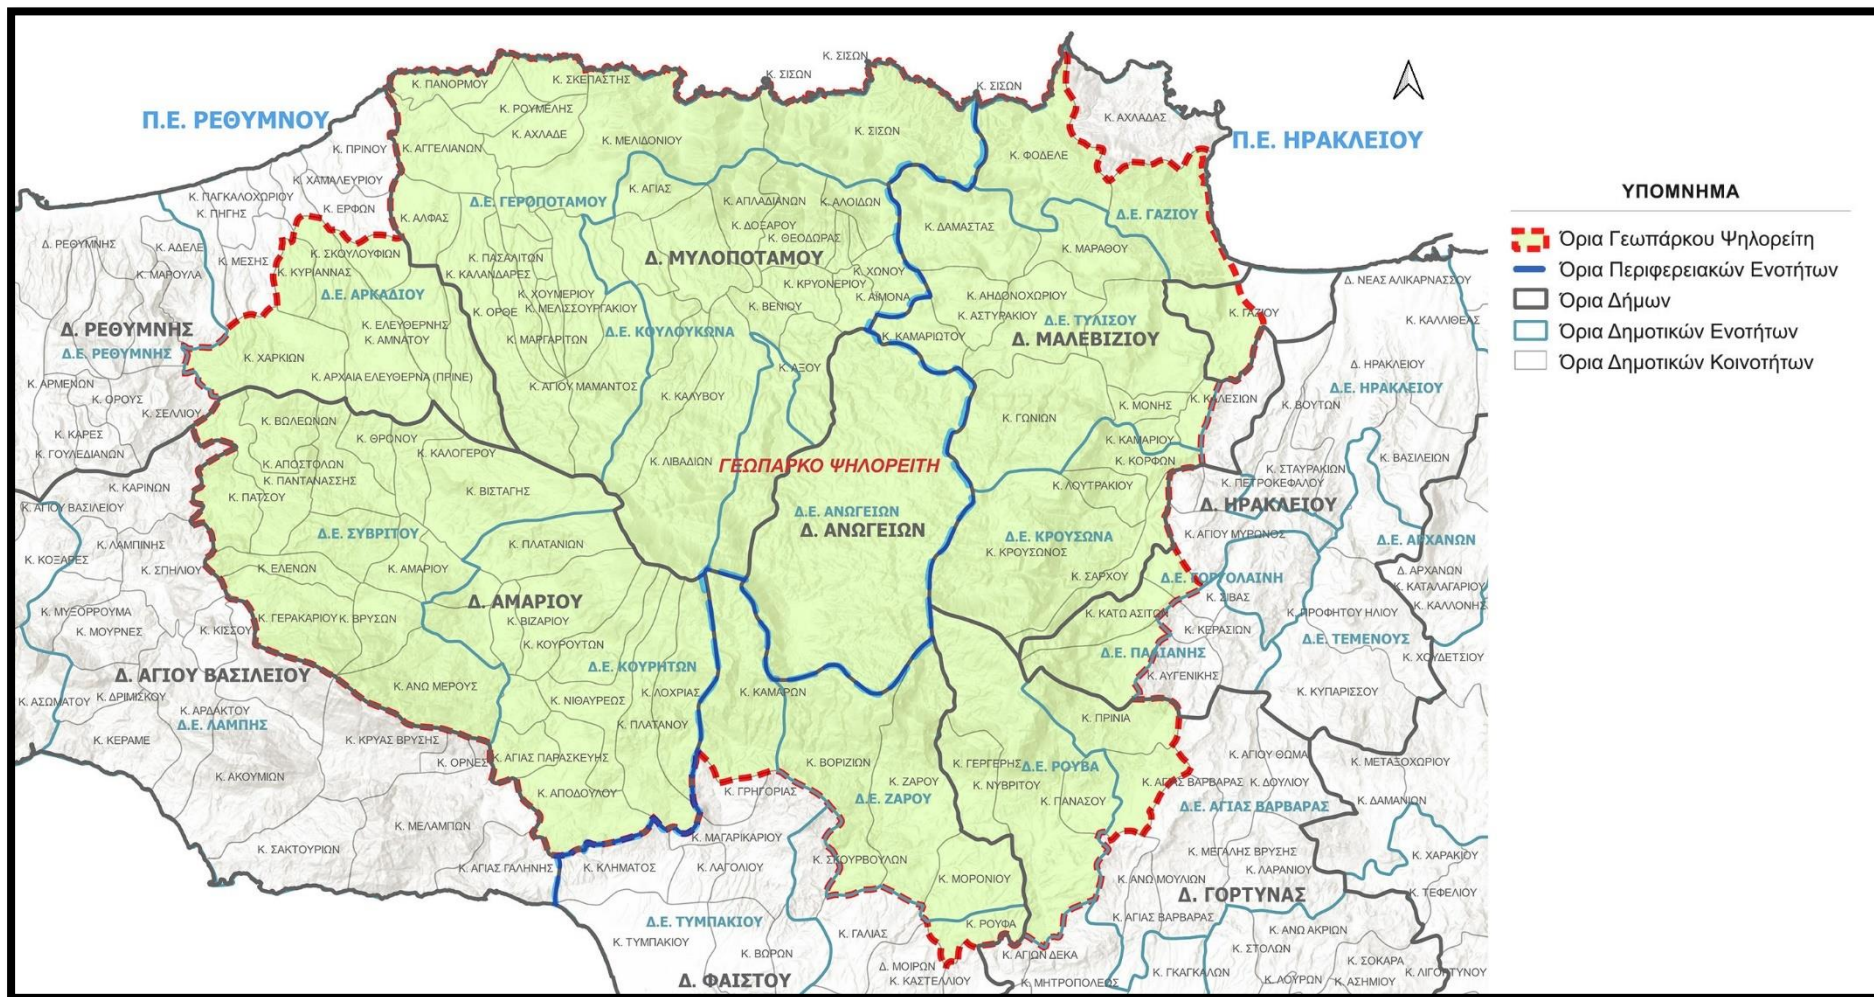 Κ. ΣΙΣΩΝ
Κ. ΣΙΣΩΝ
Κ. ΣΚΕΠΑΣΤΗΣ
Κ. ΠΑΝΟΡΜΟΥ
Κ. ΣΙΣΩΝ
Κ. ΡΟΥΜΕΛΗΣ
Κ. ΑΧΛΑΔΑΣ
Π.Ε. ΡΕΘΥΜΝΟΥ
Κ. ΑΧΛΑΔΕ
Κ. ΣΙΣΩΝ
Κ. ΜΕΛΙΔΟΝΙΟΥ
Π.Ε. ΗΡΑΚΛΕΙΟΥ
Κ. ΠΡΙΝΟΥ
Κ. ΑΓΓΕΛΙΑΝΩΝ
Κ. ΦΟΔΕΛΕ
Κ. ΧΑΜΑΛΕΥΡΙΟΥ
Κ. ΑΓΙΑΣ
ΥΠΟΜΝΗΜΑ
Κ. ΠΑΓΚΑΛΟΧΩΡΙΟΥ
Δ.Ε. ΓΕΡΟΠΟΤΑΜΟΥ
Κ. ΑΠΛΑΔΙΑΝΩΝ
Κ. ΑΛΟΙΔΩΝ
Κ. ΠΗΓΗΣ
Κ. ΕΡΦΩΝ
Κ. ΑΛΦΑΣ
Δ.Ε. ΓΑΖΙΟΥ
Κ. ΔΟΞΑΡΟΥ
Κ. ΔΑΜΑΣΤΑΣ
Κ. ΘΕΟΔΩΡΑΣ
Όρια Γεωπάρκου Ψηλορείτη
Δ. ΡΕΘΥΜΝΗΣ
Κ. ΑΔΕΛΕ
Κ. ΣΚΟΥΛΟΥΦΙΩΝ
Κ. ΜΑΡΑΘΟΥ
Κ. ΜΕΣΗΣ
Κ. ΠΑΣΑΛΙΤΩΝ
Δ. ΜΥΛΟΠΟΤΑΜΟΥ
Κ. ΜΑΡΟΥΛΑ
Κ. ΚΥΡΙΑΝΝΑΣ
Κ. ΚΑΛΑΝΔΑΡΕΣ
Κ. ΧΩΝΟΥ
Όρια Περιφερειακών Ενοτήτων
Κ. ΚΡΥΟΝΕΡΙΟΥ
Δ. ΝΕΑΣ ΑΛΙΚΑΡΝΑΣΣΟΥ
Δ.Ε. ΑΡΚΑΔΙΟΥ
Κ. ΧΟΥΜΕΡΙΟΥ
Κ. ΑΪΜΟΝΑ
Κ. ΑΗΔΟΝΟΧΩΡΙΟΥ
Όρια Δήμων
Κ. ΟΡΘΕ
Κ. ΜΕΛΙΣΣΟΥΡΓΑΚΙΟΥ
Κ. ΒΕΝΙΟΥ
Κ. ΑΣΤΥΡΑΚΙΟΥ
Κ. ΓΑΖΙΟΥ
Δ. ΡΕΘΥΜΝΗΣ
Κ. ΕΛΕΥΘΕΡΝΗΣ
Δ.Ε. ΚΟΥΛΟΥΚΩΝΑ
Δ.Ε. ΤΥΛΙΣΟΥ
Κ. ΚΑΛΛΙΘΕΑΣ
Όρια Δημοτικών Ενοτήτων
Κ. ΑΜΝΑΤΟΥ
Κ. ΜΑΡΓΑΡΙΤΩΝ
Κ. ΚΑΜΑΡΙΩΤΟΥ
Δ. ΜΑΛΕΒΙΖΙΟΥ
Δ.Ε. ΡΕΘΥΜΝΗΣ
Κ. ΧΑΡΚΙΩΝ
Κ. ΑΞΟΥ
Δ. ΗΡΑΚΛΕΙΟΥ
Όρια Δημοτικών Κοινοτήτων
Κ. ΑΡΜΕΝΩΝ
Κ. ΑΡΧΑΙΑ ΕΛΕΥΘΕΡΝΑ (ΠΡΙΝΕ)
Κ. ΑΓΙΟΥ ΜΑΜΑΝΤΟΣ
Δ.Ε. ΗΡΑΚΛΕΙΟΥ
Κ. ΟΡΟΥΣ
Κ. ΚΑΛΥΒΟΥ
Κ. ΜΟΝΗΣ
Κ. ΚΑΛΕΣΙΩΝ
Κ. ΒΟΥΤΩΝ
Κ. ΣΕΛΛΙΟΥ
Κ. ΒΩΛΕΩΝΩΝ
Κ. ΓΩΝΙΩΝ
Κ. ΚΑΡΕΣ
Κ. ΘΡΟΝΟΥ
Κ. ΚΑΜΑΡΙΟΥ
Κ. ΓΟΥΛΕΔΙΑΝΩΝ
Κ. ΚΑΛΟΓΕΡΟΥ
Κ. ΑΠΟΣΤΟΛΩΝ
Κ. ΛΙΒΑΔΙΩΝ
ΓΕΩΠΑΡΚΟ ΨΗΛΟΡΕΙΤΗ
Κ. ΚΟΡΦΩΝ
Κ. ΣΤΑΥΡΑΚΙΩΝ
Κ. ΒΑΣΙΛΕΙΩΝ
Κ. ΚΑΡΙΝΩΝ
Κ. ΠΑΝΤΑΝΑΣΣΗΣ
Κ. ΛΟΥΤΡΑΚΙΟΥ
Κ. ΠΕΤΡΟΚΕΦΑΛΟΥ
Κ. ΠΑΤΣΟΥ
Κ. ΒΙΣΤΑΓΗΣ
Κ. ΑΓΙΟΥ ΒΑΣΙΛΕΙΟΥ
Δ.Ε. ΑΝΩΓΕΙΩΝ
Δ. ΗΡΑΚΛΕΙΟΥ
Δ.Ε. ΣΥΒΡΙΤΟΥ
Δ. ΑΝΩΓΕΙΩΝ
Δ.Ε. ΚΡΟΥΣΩΝΑ
Κ. ΑΓΙΟΥ ΜΥΡΩΝΟΣ
Δ.Ε. ΑΡΧΑΝΩΝ
Κ. ΛΑΜΠΙΝΗΣ
Κ. ΠΛΑΤΑΝΙΩΝ
Κ. ΚΡΟΥΣΩΝΟΣ
Κ. ΚΟΞΑΡΕΣ
Κ. ΣΠΗΛΙΟΥ
Κ. ΕΛΕΝΩΝ
Κ. ΑΜΑΡΙΟΥ
Κ. ΣΑΡΧΟΥ
Δ.Ε. ΓΟΡΓΟΛΑΙΝΗ
Δ. ΑΡΧΑΝΩΝ
Κ. ΚΑΤΑΛΑΓΑΡΙΟΥ
Κ. ΣΙΒΑΣ
Κ. ΜΥΞΟΡΡΟΥΜΑ
Δ. ΑΜΑΡΙΟΥ
Κ. ΚΑΤΩ ΑΣΙΤΩΝ
Κ. ΠΡΟΦΗΤΟΥ ΗΛΙΟΥ
Κ. ΚΑΛΛΟΝΗΣ
Κ. ΓΕΡΑΚΑΡΙΟΥ
Κ. ΒΡΥΣΩΝ
Κ. ΒΙΖΑΡΙΟΥ
Κ. ΜΟΥΡΝΕΣ
Κ. ΚΙΣΣΟΥ
Κ. ΚΕΡΑΣΙΩΝ
Δ.Ε. ΤΕΜΕΝΟΥΣ
Κ. ΚΟΥΡΟΥΤΩΝ
Δ.Ε. ΠΑΛΙΑΝΗΣ
Κ. ΧΟΥΔΕΤΣΙΟΥ
Δ. ΑΓΙΟΥ ΒΑΣΙΛΕΙΟΥ
Δ.Ε. ΚΟΥΡΗΤΩΝ
Κ. ΑΥΓΕΝΙΚΗΣ
Κ. ΑΝΩ ΜΕΡΟΥΣ
Κ. ΛΟΧΡΙΑΣ
Κ. ΚΑΜΑΡΩΝ
Κ. ΚΥΠΑΡΙΣΣΟΥ
Κ. ΑΣΩΜΑΤΟΥ
Κ. ΔΡΙΜΙΣΚΟΥ
Κ. ΝΙΘΑΥΡΕΩΣ
Κ. ΑΡΔΑΚΤΟΥ
Δ.Ε. ΛΑΜΠΗΣ
Κ. ΠΛΑΤΑΝΟΥ
Κ. ΠΡΙΝΙΑ
Κ. ΚΕΡΑΜΕ
Κ. ΚΡΥΑΣ ΒΡΥΣΗΣ
Κ. ΑΓΙΑΣ ΠΑΡΑΣΚΕΥΗΣ
Κ. ΑΓΙΟΥ ΘΩΜΑ
Κ. ΟΡΝΕΣ
Κ. ΒΟΡΙΖΙΩΝ
Κ. ΓΕΡΓΕΡΗΣ
Δ.Ε. ΡΟΥΒΑ
Κ. ΜΕΤΑΞΟΧΩΡΙΟΥ
Κ. ΑΚΟΥΜΙΩΝ
Κ. ΖΑΡΟΥ
Κ. ΝΥΒΡΙΤΟΥ
Κ. ΑΓΙΑΣ ΒΑΡΒΑΡΑΣ
Κ. ΔΟΥΛΙΟΥ
Κ. ΑΠΟΔΟΥΛΟΥ
Κ. ΓΡΗΓΟΡΙΑΣ
Δ.Ε. ΖΑΡΟΥ
Κ. ΠΑΝΑΣΟΥ
Δ.Ε. ΑΓΙΑΣ ΒΑΡΒΑΡΑΣ
Κ. ΔΑΜΑΝΙΩΝ
Κ. ΜΕΛΑΜΠΩΝ
Κ. ΜΑΓΑΡΙΚΑΡΙΟΥ
Κ. ΣΑΚΤΟΥΡΙΩΝ
Κ. ΜΕΓΑΛΗΣ ΒΡΥΣΗΣ
Κ. ΧΑΡΑΚΙΟΥ
Κ. ΑΓΙΑΣ ΓΑΛΗΝΗΣ
Κ. ΚΛΗΜΑΤΟΣ
Κ. ΛΑΓΟΛΙΟΥ
Κ. ΣΚΟΥΡΒΟΥΛΩΝ
Κ. ΛΑΡΑΝΙΟΥ
Κ. ΜΟΡΟΝΙΟΥ
Κ. ΑΝΩ ΜΟΥΛΙΩΝ
Δ. ΓΟΡΤΥΝΑΣ
Κ. ΤΕΦΕΛΙΟΥ
Δ.Ε. ΤΥΜΠΑΚΙΟΥ
Κ. ΡΟΥΦΑ
Κ. ΑΓΙΑΣ ΒΑΡΒΑΡΑΣ
Κ. ΓΑΛΙΑΣ
Κ. ΑΝΩ ΑΚΡΙΩΝ
Κ. ΤΥΜΠΑΚΙΟΥ
Κ. ΒΩΡΩΝ
Κ. ΑΓΙΩΝ ΔΕΚΑ
Κ. ΣΤΟΛΩΝ
Δ. ΜΟΙΡΩΝ
Κ. ΓΚΑΓΚΑΛΩΝ
Κ. ΣΟΚΑΡΑ
Κ. ΛΙΓΟΡΤΥΝΟΥ
Δ. ΦΑΙΣΤΟΥ
Κ. ΚΑΣΤΕΛΛΙΟΥ
Κ. ΜΗΤΡΟΠΟΛΕΩΣ
Κ. ΛΟΥΡΩΝ
Κ. ΑΣΗΜΙΟΥ